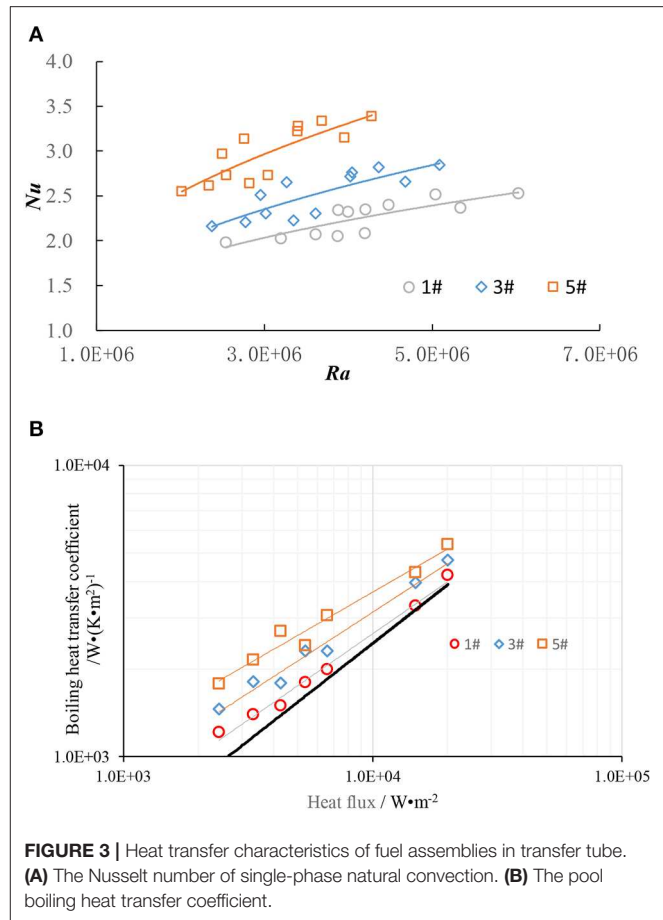 A
4.0
3.5
3.0
2.5
2.0
1.5
1.0
Nu
1# 3# 5#
1.0E+06 3.0E+06 5.0E+06 7.0E+06
Ra
B
1.0E+04
Boiling heat transfer coefficient
/W•(K•m²)⁻¹
1# 3# 5#
1.0E+03
1.0E+03 1.0E+04 1.0E+05
Heat flux / W•m⁻²
FIGURE 3 | Heat transfer characteristics of fuel assemblies in transfer tube.
(A) The Nusselt number of single-phase natural convection. (B) The pool
boiling heat transfer coefficient.